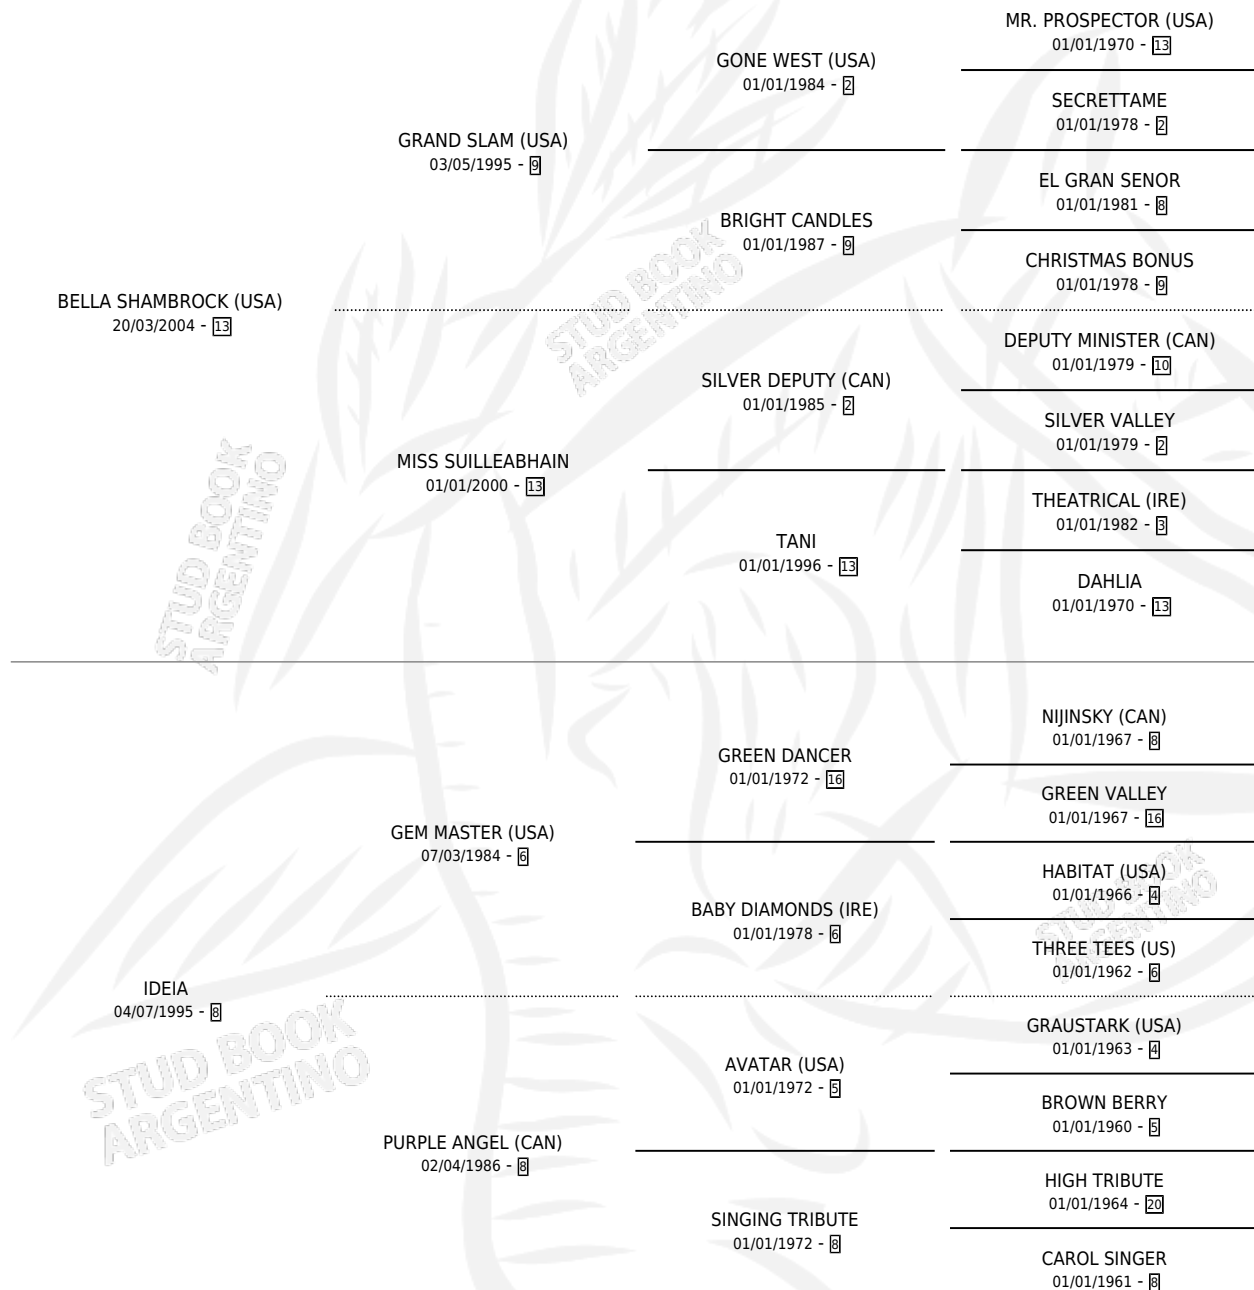 MR. PROSPECTOR (USA)
01/01/1970 - 13
GONE WEST (USA)
01/01/1984 - 2
SECRETTAME
01/01/1978 - 2
GRAND SLAM (USA)
03/05/1995 - 9
EL GRAN SENOR
01/01/1981 - 8
BRIGHT CANDLES
01/01/1987 - 9
CHRISTMAS BONUS
01/01/1978 - 9
BELLA SHAMBROCK (USA)
20/03/2004 - 13
DEPUTY MINISTER (CAN)
01/01/1979 - 10
SILVER DEPUTY (CAN)
01/01/1985 - 2
SILVER VALLEY
01/01/1979 - 2
MISS SUILLEABHAIN
01/01/2000 - 13
THEATRICAL (IRE)
01/01/1982 - 3
TANI
01/01/1996 - 13
DAHLIA
01/01/1970 - 13
STUD BOOK
ARGENTINO
STUD BOOK
ARGENTINO
NIJINSKY (CAN)
01/01/1967 - 8
GREEN DANCER
01/01/1972 - 16
GREEN VALLEY
01/01/1967 - 16
GEM MASTER (USA)
07/03/1984 - 6
HABITAT (USA)
01/01/1966 - 4
BABY DIAMONDS (IRE)
01/01/1978 - 6
THREE TEES (US)
01/01/1962 - 6
IDEIA
04/07/1995 - 8
GRAUSTARK (USA)
01/01/1963 - 4
AVATAR (USA)
01/01/1972 - 5
BROWN BERRY
01/01/1960 - 5
PURPLE ANGEL (CAN)
02/04/1986 - 8
HIGH TRIBUTE
01/01/1964 - 20
SINGING TRIBUTE
01/01/1972 - 8
CAROL SINGER
01/01/1961 - 8
STUD BOOK
ARGENTINO
STUD BOOK
ARGENTINO